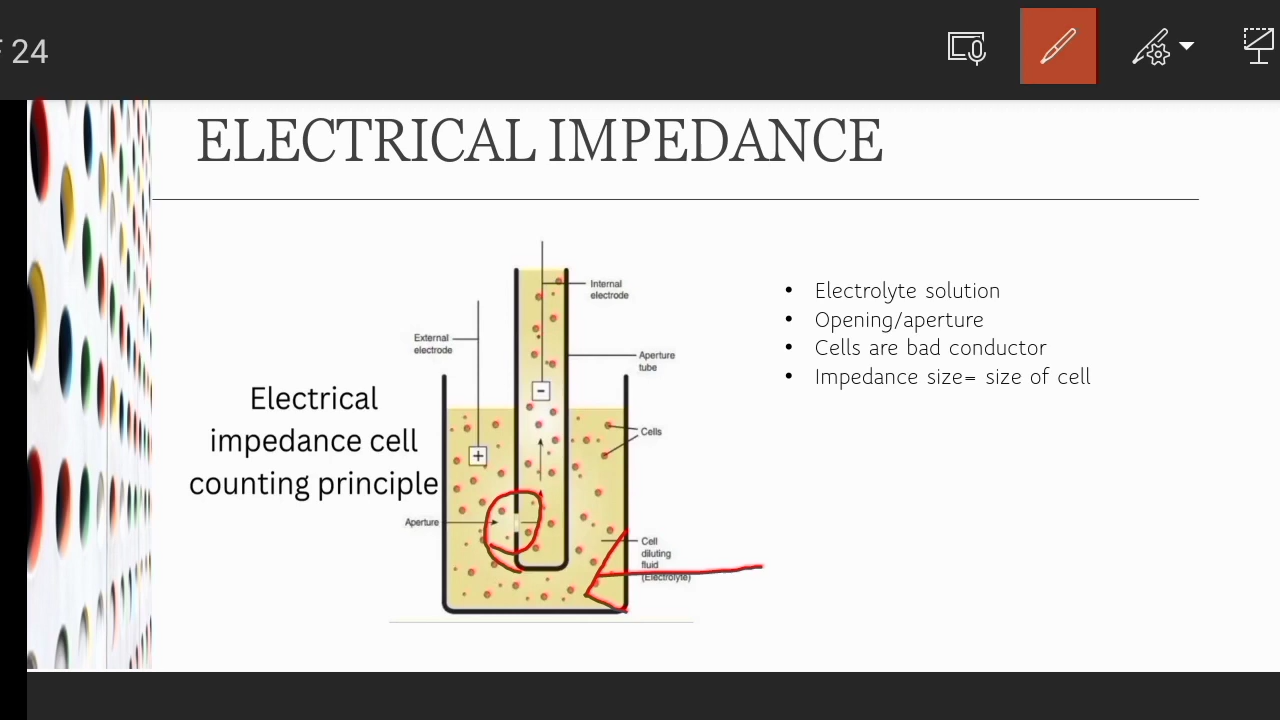 24
ELECTRICAL IMPEDANCE
Internal
electrode
External
electrode
Aperture
tube
Electrical
impedance cell
counting principle
Cells
Aperture
Cell
diluting
fluid
(Electrolyte)
+
-
• Electrolyte solution
• Opening/aperture
• Cells are bad conductor
• Impedance size= size of cell